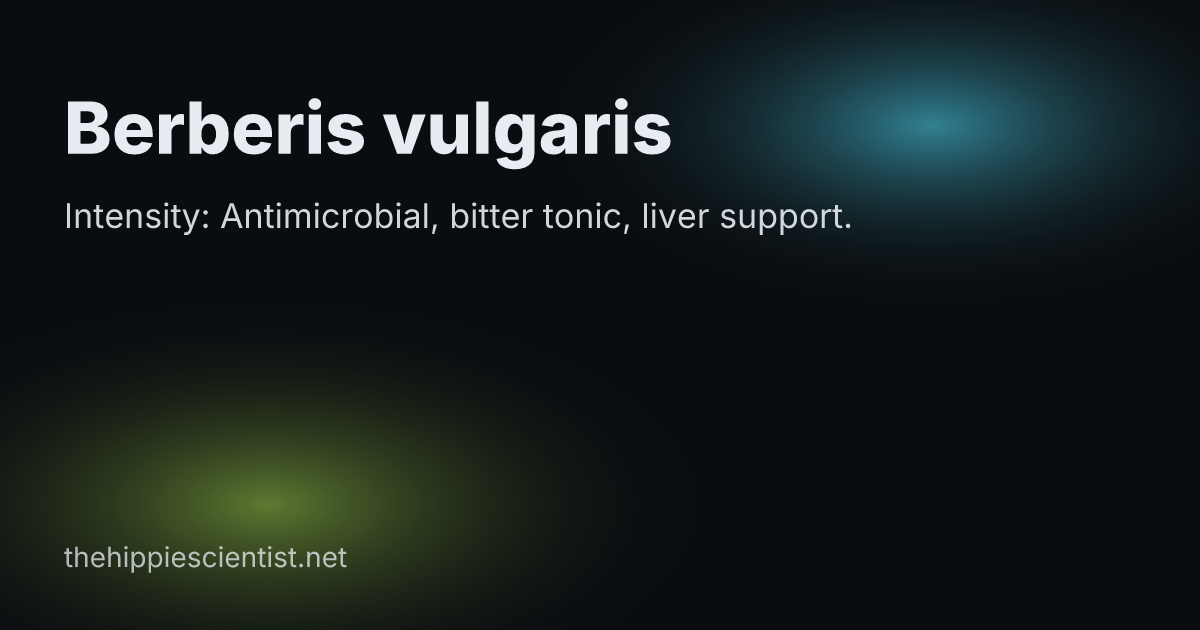 Berberis vulgaris
Intensity: Antimicrobial, bitter tonic, liver support.
thehippiescientist.net